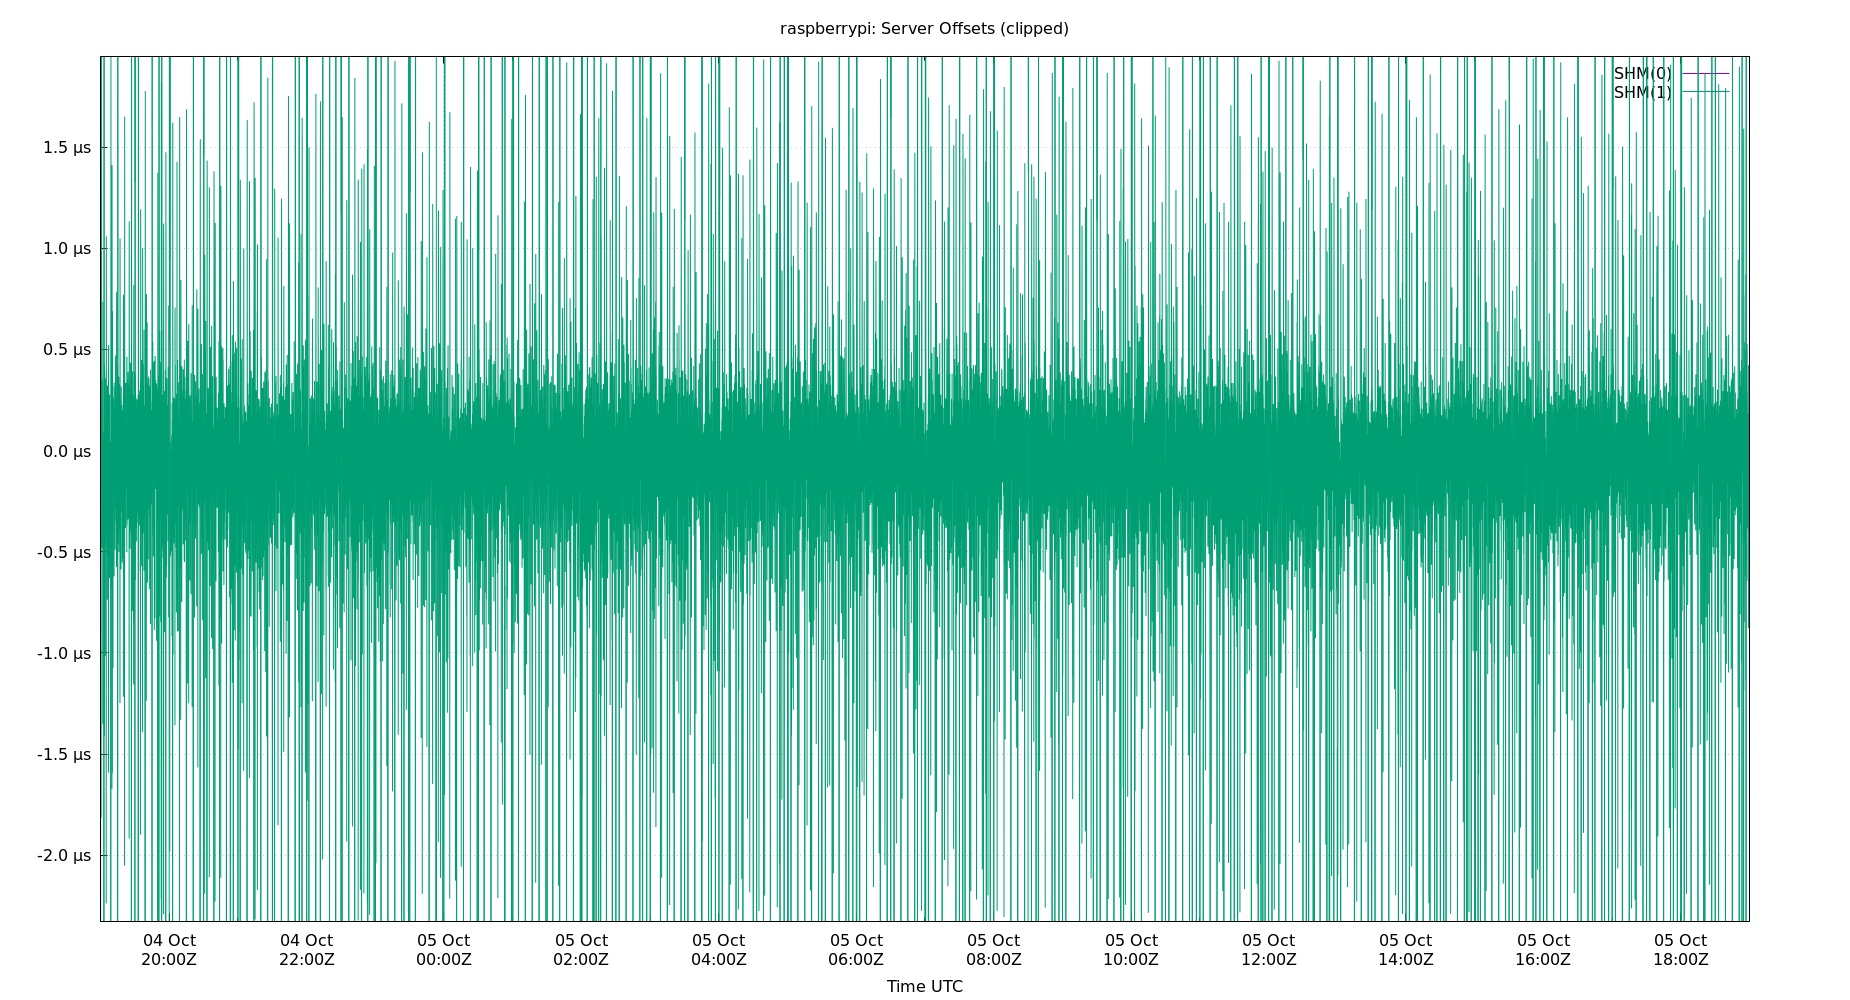 raspberrypi: Server Offsets (clipped)
SHM(0)
SHM(1)
1.5 µs
1.0 µs
0.5 µs
0.0 µs
-0.5 µs
-1.0 µs
-1.5 µs
-2.0 µs
04 Oct 04 Oct 05 Oct 05 Oct 05 Oct 05 Oct 05 Oct 05 Oct 05 Oct 05 Oct 05 Oct 05 Oct
20:00Z 22:00Z 00:00Z 02:00Z 04:00Z 06:00Z 08:00Z 10:00Z 12:00Z 14:00Z 16:00Z 18:00Z
Time UTC